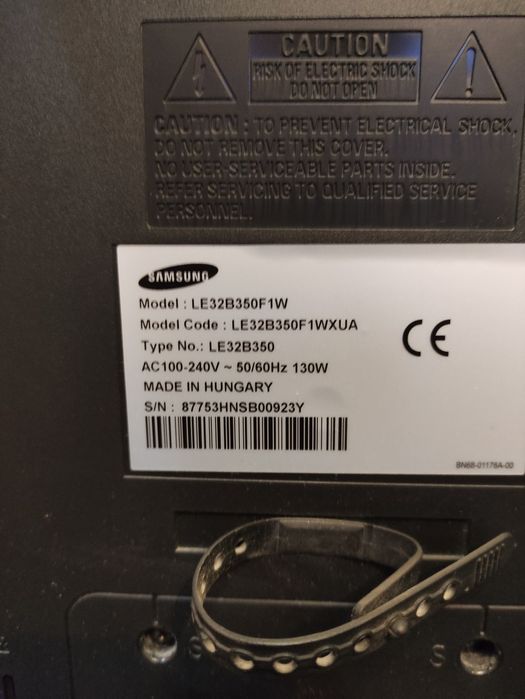 CAUTION
RISK OF ELECTRIC SHOCK
DO NOT OPEN
CAUTION : TO PREVENT ELECTRICAL SHOCK,
DO NOT REMOVE THIS COVER.
NO USER-SERVICEABLE PARTS INSIDE.
REFER SERVICING TO QUALIFIED SERVICE
PERSONNEL.
SAMSUNG
Model : LE32B350F1W
Model Code : LE32B350F1WXUA
Type No.: LE32B350
AC100-240V ~ 50/60Hz 130W
MADE IN HUNGARY
S/N : 87753HNSB00923Y
CE
BN68-01178A-00
S
S